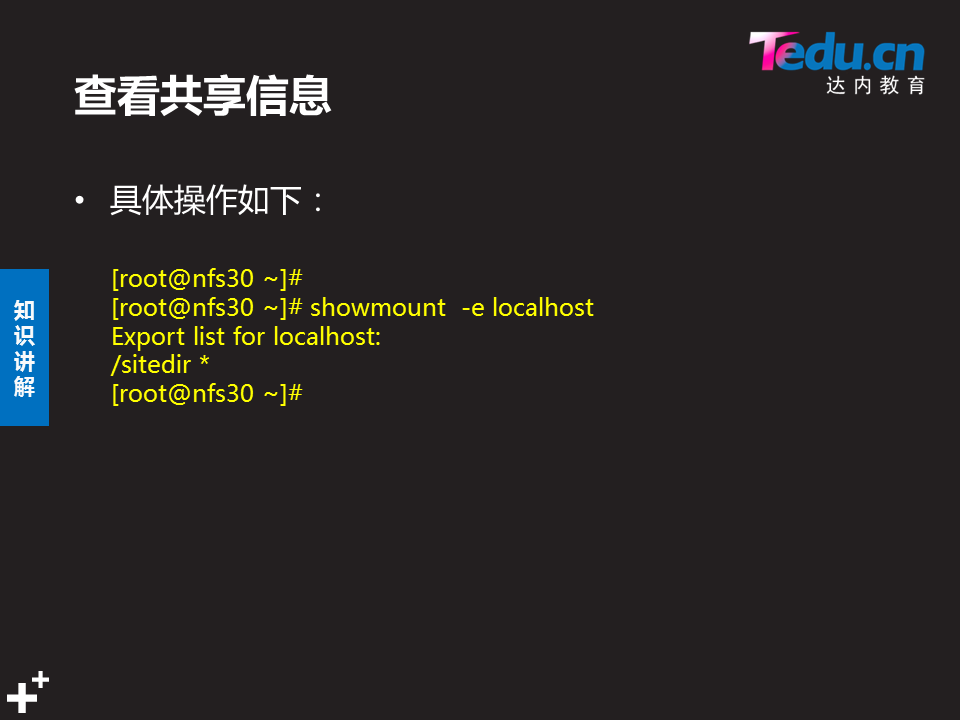 Tedu.cn
达内教育
查看共享信息
• 具体操作如下：
[root@nfs30 ~]#
[root@nfs30 ~]# showmount  -e localhost
Export list for localhost:
/sitedir *
[root@nfs30 ~]#
知
识
讲
解